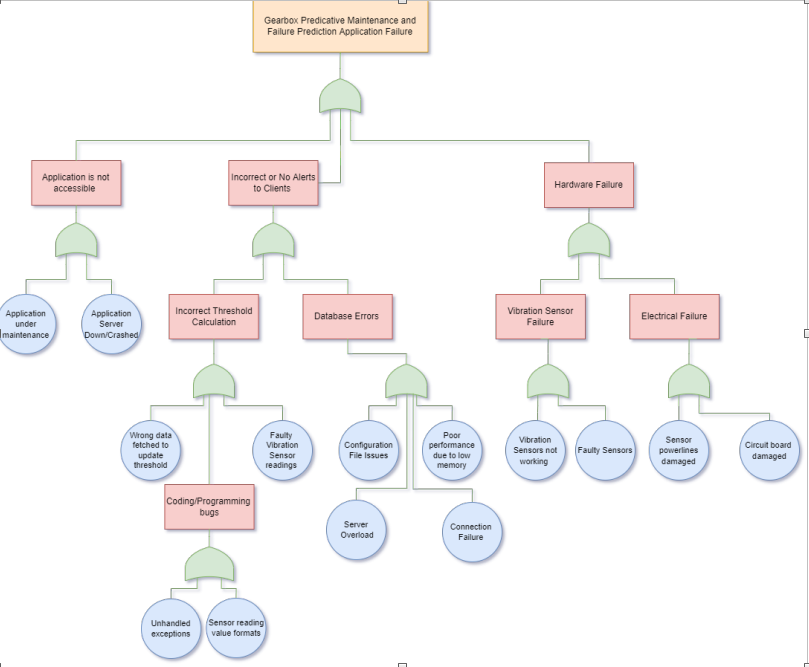 Gearbox Predicative Maintenance and
Failure Prediction Application Failure
Application is not
accessible
Incorrect or No Alerts
to Clients
Hardware Failure
Incorrect Threshold
Calculation
Database Errors
Vibration Sensor
Failure
Electrical Failure
Application
under
maintenance
Application
Server
Down/Crashed
Wrong data
fetched to
update
threshold
Faulty
Vibration
Sensor
readings
Configuration
File Issues
Poor
performance
due to low
memory
Vibration
Sensors not
working
Faulty Sensors
Sensor
powerlines
damaged
Circuit board
damaged
Coding/Programming
bugs
Server
Overload
Connection
Failure
Unhandled
exceptions
Sensor reading
value formats